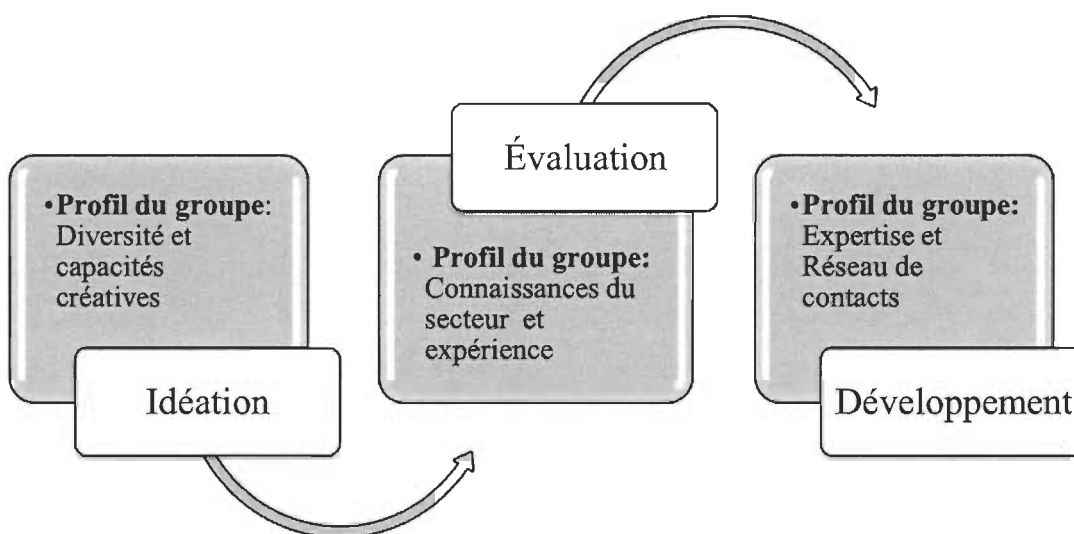 •Profil du groupe:
Diversité et
capacités
créatives
Idéation
Évaluation
• Profil du groupe:
Connaissances du
secteur et
expérience
•Profil du groupe:
Expertise et
Réseau de
contacts
Développement